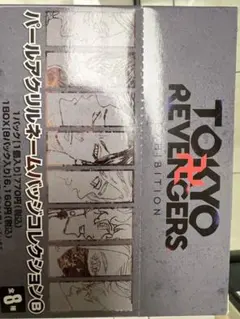 TOKYO
卍
REVENGERS
EXHIBITION
パールアクリルネームバッジコレクションⒷ
1パック(1個入り)770円(税込)
1BOX(8パック入り)6,160円(税込)
全8種